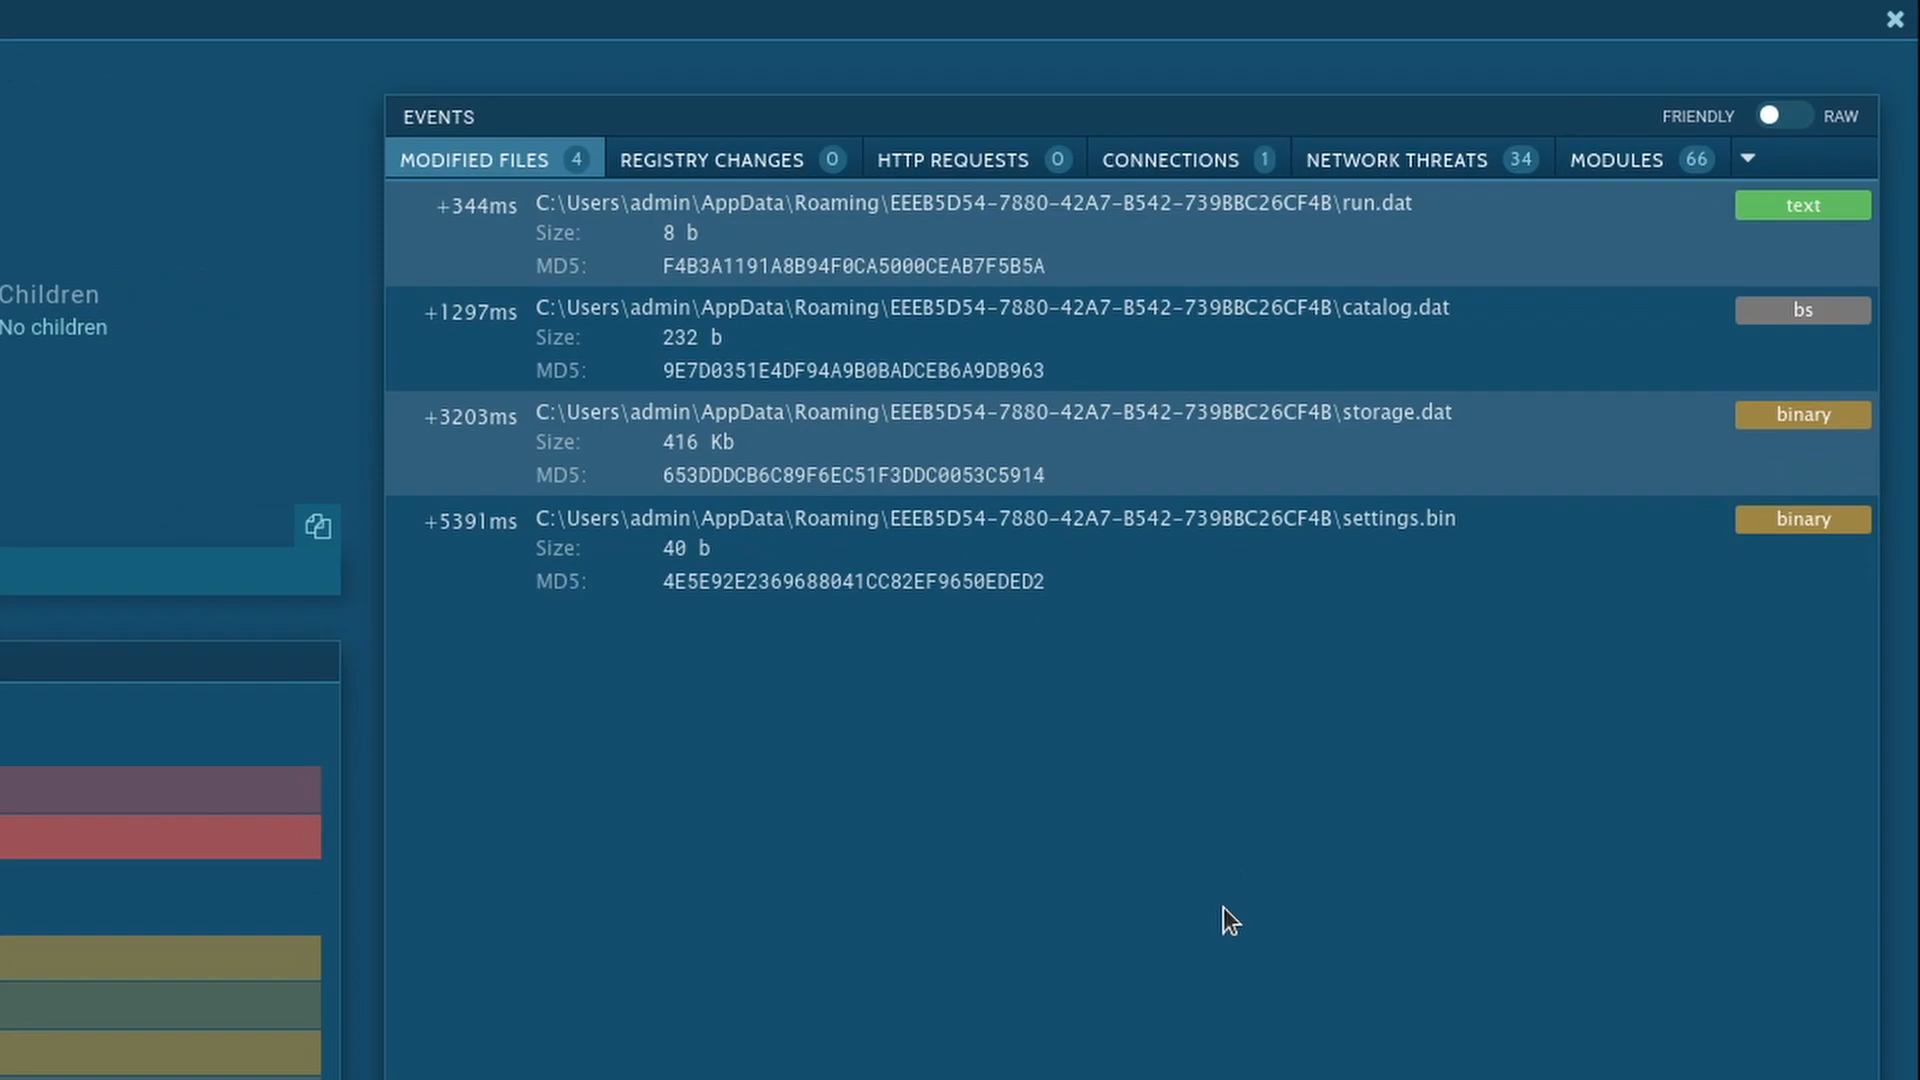 EVENTS
FRIENDLY RAW
MODIFIED FILES 4 REGISTRY CHANGES 0 HTTP REQUESTS 0 CONNECTIONS 1 NETWORK THREATS 34 MODULES 66
+344ms C:\Users\admin\AppData\Roaming\EEEB5D54-7880-42A7-B542-739BBC26CF4B\run.dat text
Size: 8 b
MD5: F4B3A1191A8B94F0CA5000CEAB7F5B5A
+1297ms C:\Users\admin\AppData\Roaming\EEEB5D54-7880-42A7-B542-739BBC26CF4B\catalog.dat bs
Size: 232 b
MD5: 9E7D0351E4DF94A9B0BADCEB6A9DB963
+3203ms C:\Users\admin\AppData\Roaming\EEEB5D54-7880-42A7-B542-739BBC26CF4B\storage.dat binary
Size: 416 Kb
MD5: 653DDDCB6C89F6EC51F3DDC0053C5914
+5391ms C:\Users\admin\AppData\Roaming\EEEB5D54-7880-42A7-B542-739BBC26CF4B\settings.bin binary
Size: 40 b
MD5: 4E5E92E2369688041CC82EF9650EDED2
Children
No children